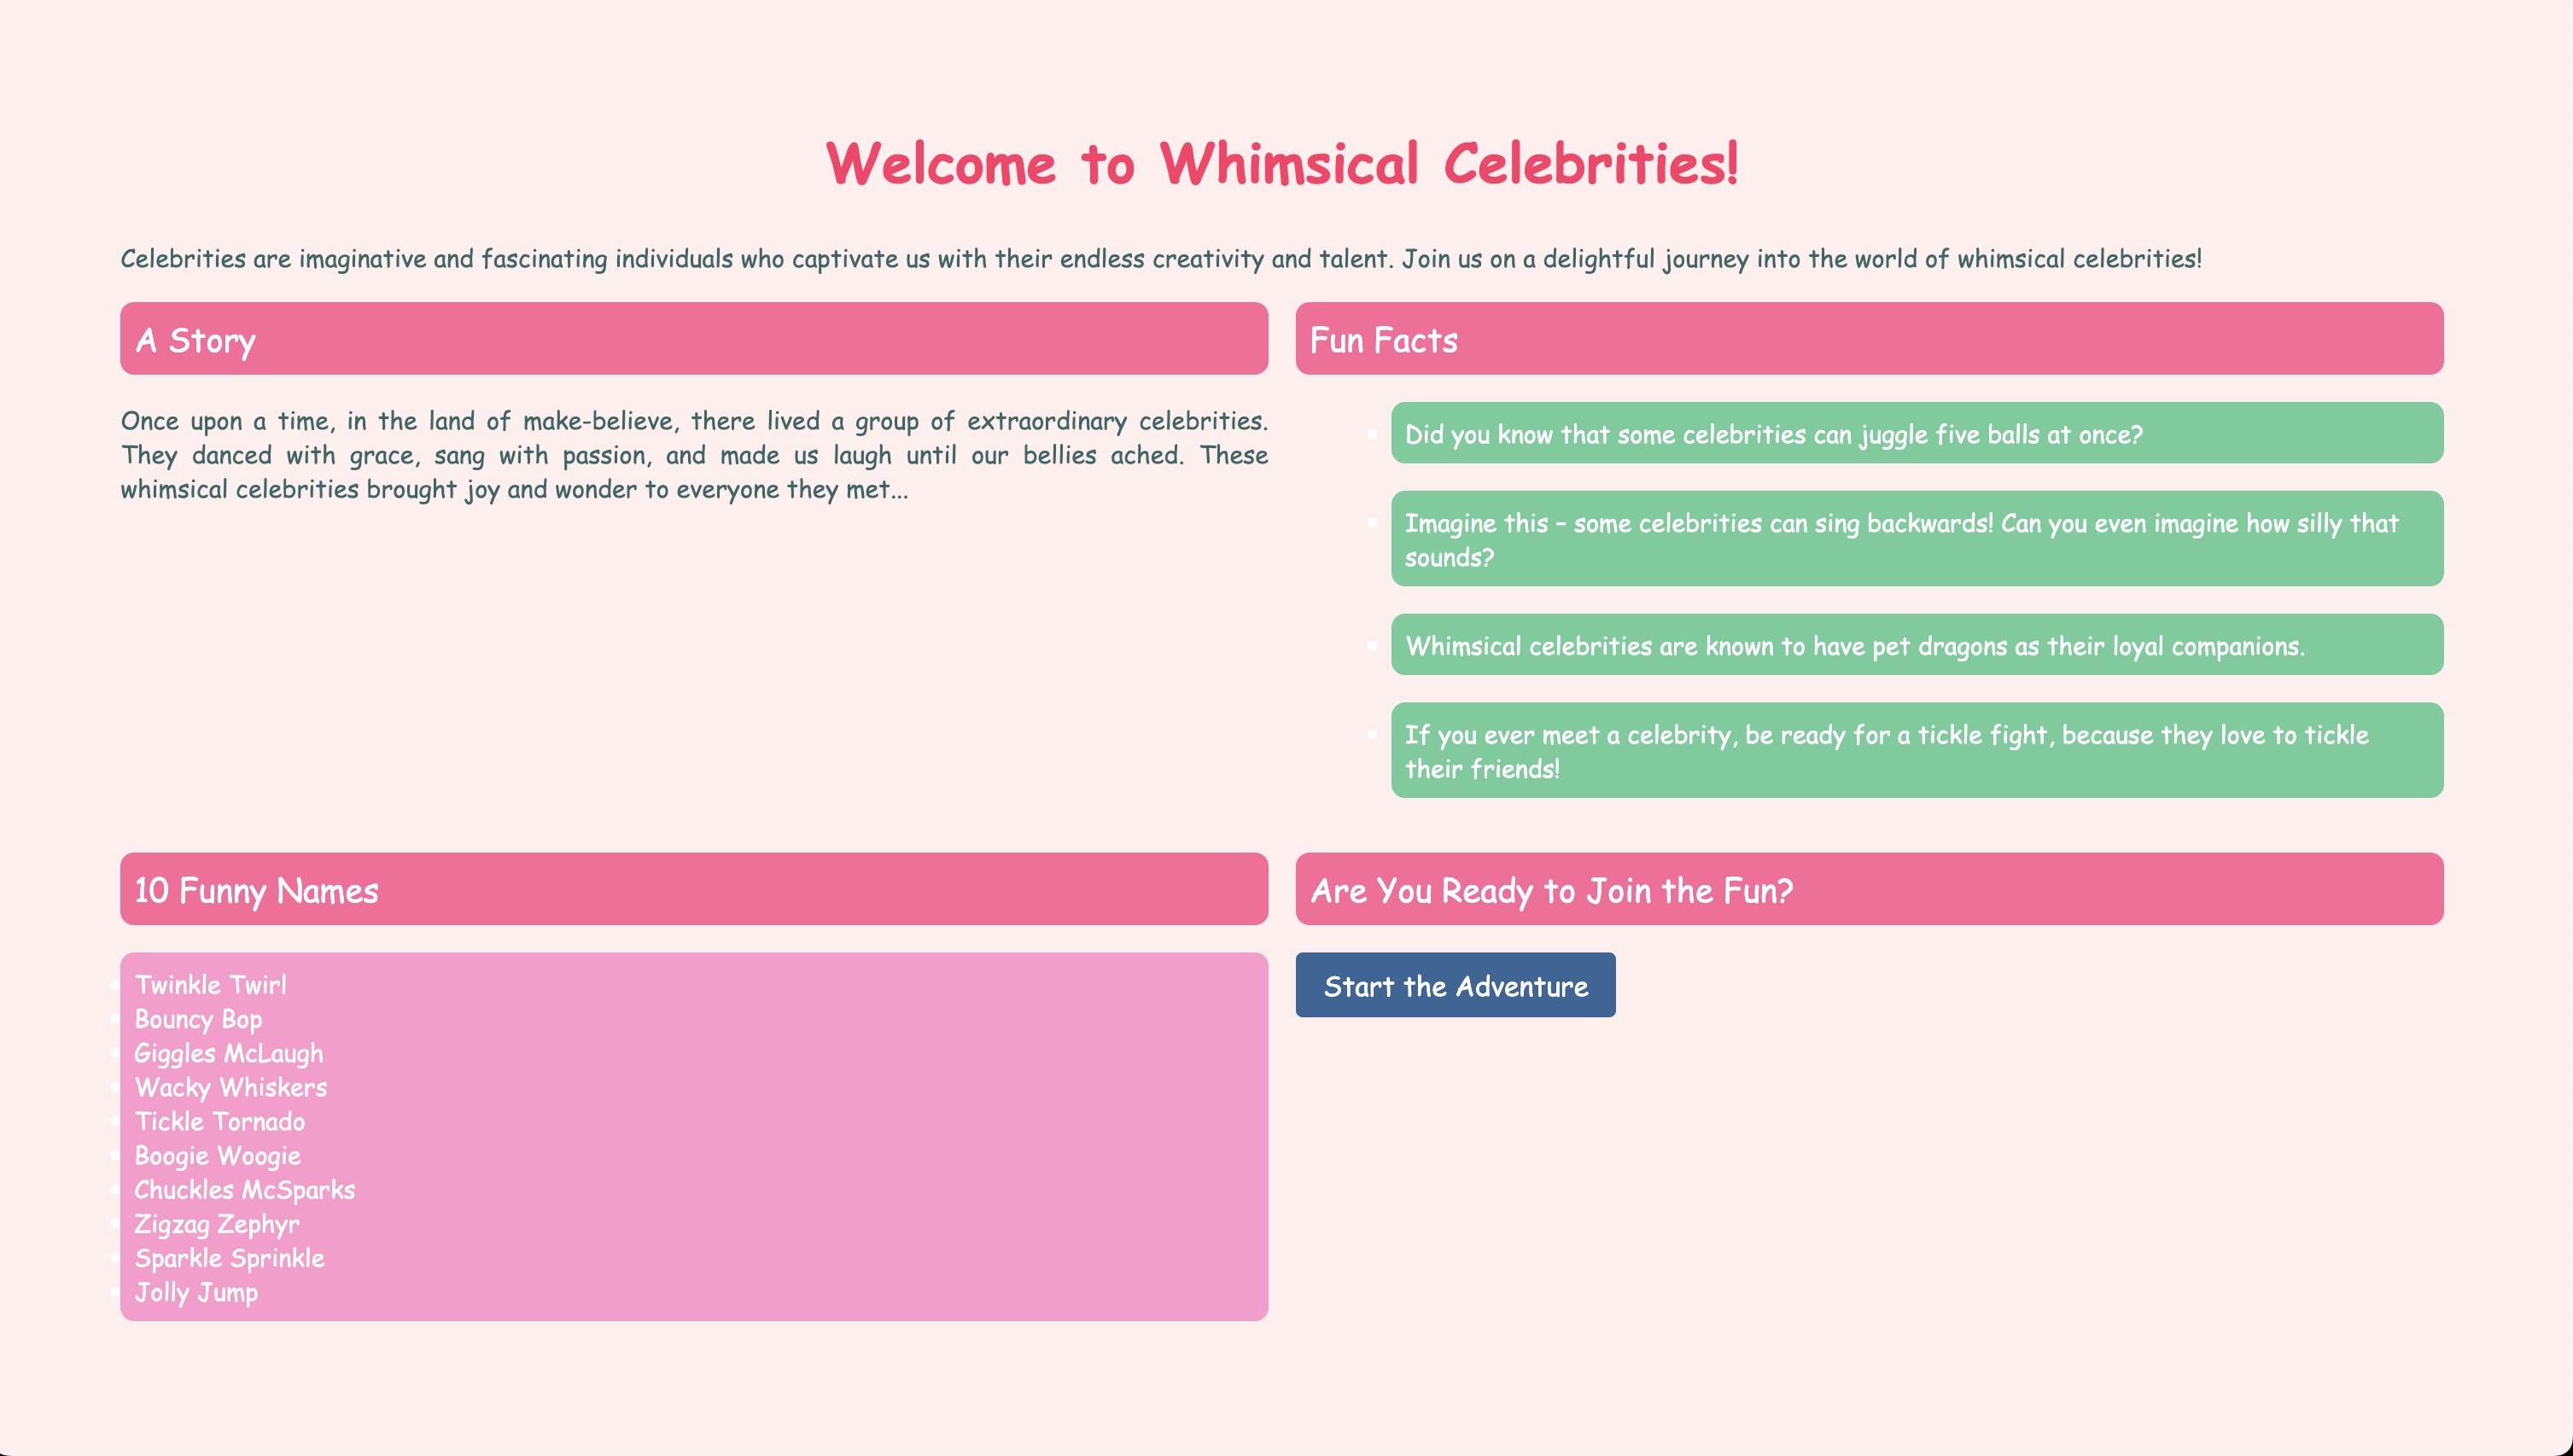 Welcome to Whimsical Celebrities!
Celebrities are imaginative and fascinating individuals who captivate us with their endless creativity and talent. Join us on a delightful journey into the world of whimsical celebrities!
A Story
Once upon a time, in the land of make-believe, there lived a group of extraordinary celebrities.
They danced with grace, sang with passion, and made us laugh until our bellies ached. These
whimsical celebrities brought joy and wonder to everyone they met...
Fun Facts
Did you know that some celebrities can juggle five balls at once?
Imagine this – some celebrities can sing backwards! Can you even imagine how silly that
sounds?
Whimsical celebrities are known to have pet dragons as their loyal companions.
If you ever meet a celebrity, be ready for a tickle fight, because they love to tickle
their friends!
10 Funny Names
Twinkle Twirl
Bouncy Bop
Giggles McLaugh
Wacky Whiskers
Tickle Tornado
Boogie Woogie
Chuckles McSparks
Zigzag Zephyr
Sparkle Sprinkle
Jolly Jump
Are You Ready to Join the Fun?
Start the Adventure